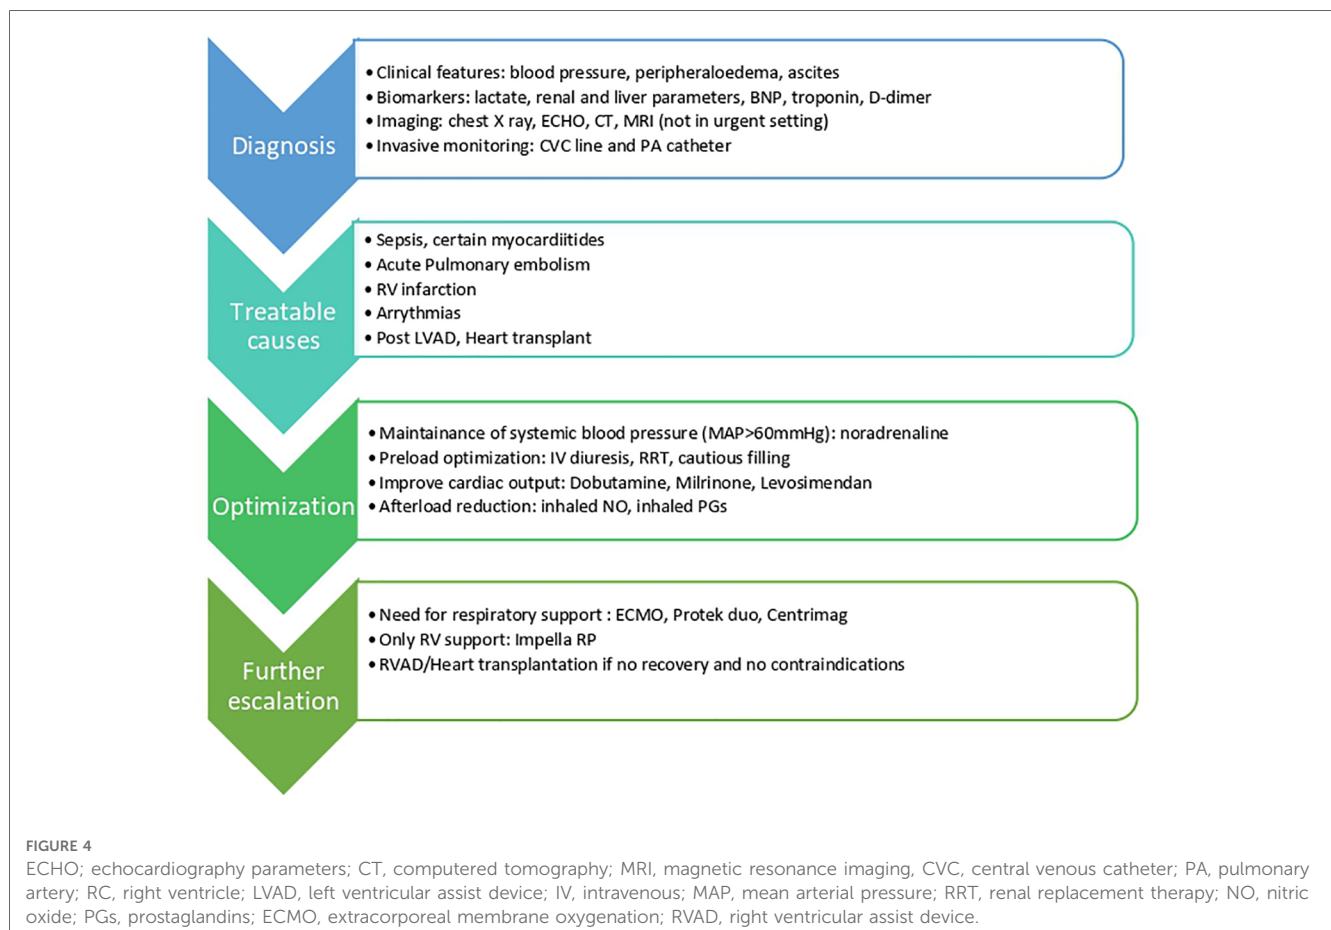 Diagnosis
• Clinical features: blood pressure, peripheraloedema, ascites
• Biomarkers: lactate, renal and liver parameters, BNP, troponin, D-dimer
• Imaging: chest X ray, ECHO, CT, MRI (not in urgent setting)
• Invasive monitoring: CVC line and PA catheter
Treatable
causes
• Sepsis, certain myocardiitides
• Acute Pulmonary embolism
• RV infarction
• Arrythmias
• Post LVAD, Heart transplant
Optimization
• Maintainance of systemic blood pressure (MAP>60mmHg): noradrenaline
• Preload optimization: IV diuresis, RRT, cautious filling
• Improve cardiac output: Dobutamine, Milrinone, Levosimendan
• Afterload reduction: inhaled NO, inhaled PGs
Further
escalation
• Need for respiratory support : ECMO, Protek duo, Centrimag
• Only RV support: Impella RP
• RVAD/Heart transplantation if no recovery and no contraindications
FIGURE 4
ECHO; echocardiography parameters; CT, computered tomography; MRI, magnetic resonance imaging, CVC, central venous catheter; PA, pulmonary
artery; RC, right ventricle; LVAD, left ventricular assist device; IV, intravenous; MAP, mean arterial pressure; RRT, renal replacement therapy; NO, nitric
oxide; PGs, prostaglandins; ECMO, extracorporeal membrane oxygenation; RVAD, right ventricular assist device.